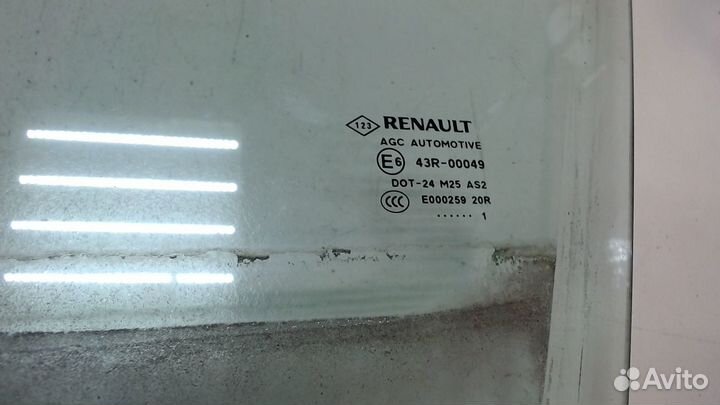 123 RENAULT
AGC AUTOMOTIVE
E6 43R-00049
DOT-24 M25 AS2
CCC E000259 20R
...... 1
Avito